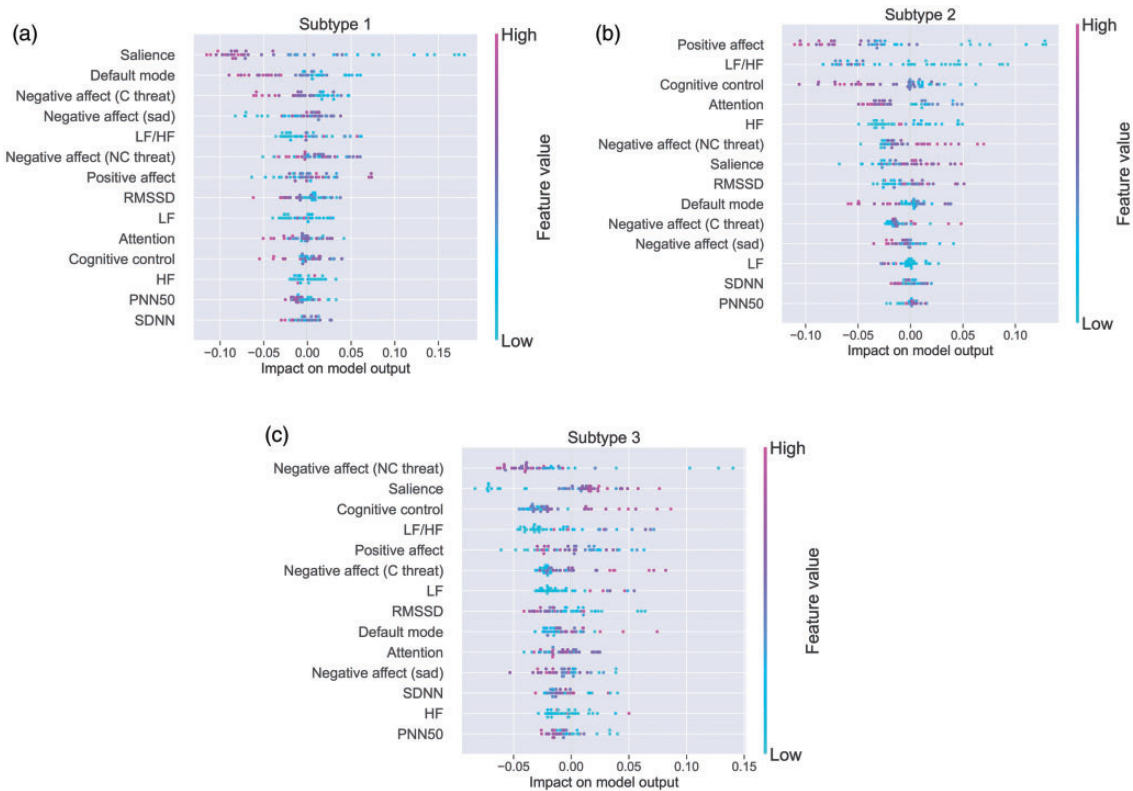 (a)
Subtype 1
High
Salience
Default mode
Negative affect (C threat)
Negative affect (sad)
LF/HF
Negative affect (NC threat)
Positive affect
RMSSD
LF
Attention
Cognitive control
HF
PNN50
SDNN
Feature value
Low
−0.10 −0.05 0.00 0.05 0.10 0.15
Impact on model output
(b)
Subtype 2
High
Positive affect
LF/HF
Cognitive control
Attention
HF
Negative affect (NC threat)
Salience
RMSSD
Default mode
Negative affect (C threat)
Negative affect (sad)
LF
SDNN
PNN50
Feature value
Low
−0.10 −0.05 0.00 0.05 0.10
Impact on model output
(c)
Subtype 3
High
Negative affect (NC threat)
Salience
Cognitive control
LF/HF
Positive affect
Negative affect (C threat)
LF
RMSSD
Default mode
Attention
Negative affect (sad)
SDNN
HF
PNN50
Feature value
Low
−0.05 0.00 0.05 0.10 0.15
Impact on model output